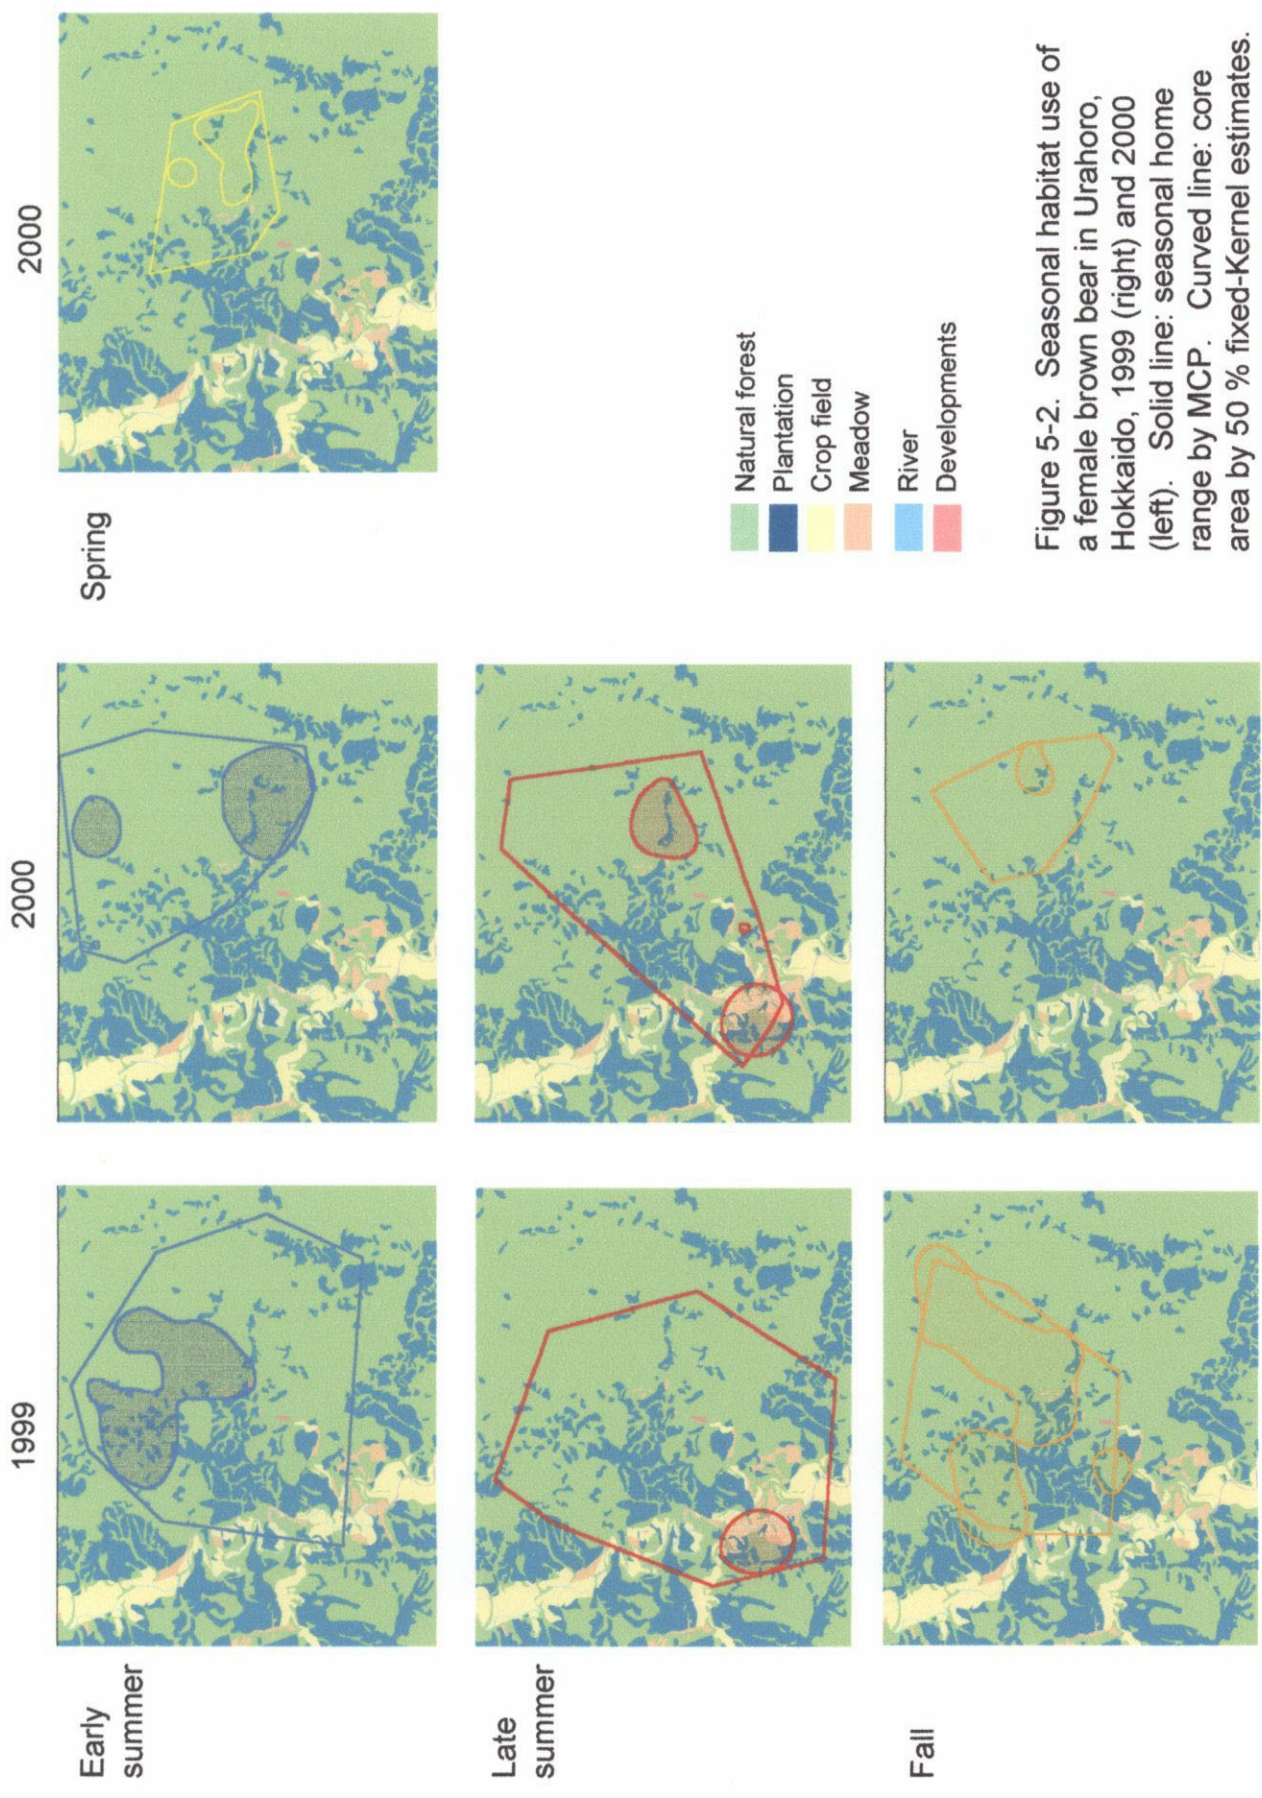 1999
2000
2000
Early
summer
Spring
Late
summer
Fall
Natural forest
Plantation
Crop field
Meadow
River
Developments
Figure 5-2. Seasonal habitat use of
a female brown bear in Urahoro,
Hokkaido, 1999 (right) and 2000
(left). Solid line: seasonal home
range by MCP. Curved line: core
area by 50 % fixed-Kernel estimates.